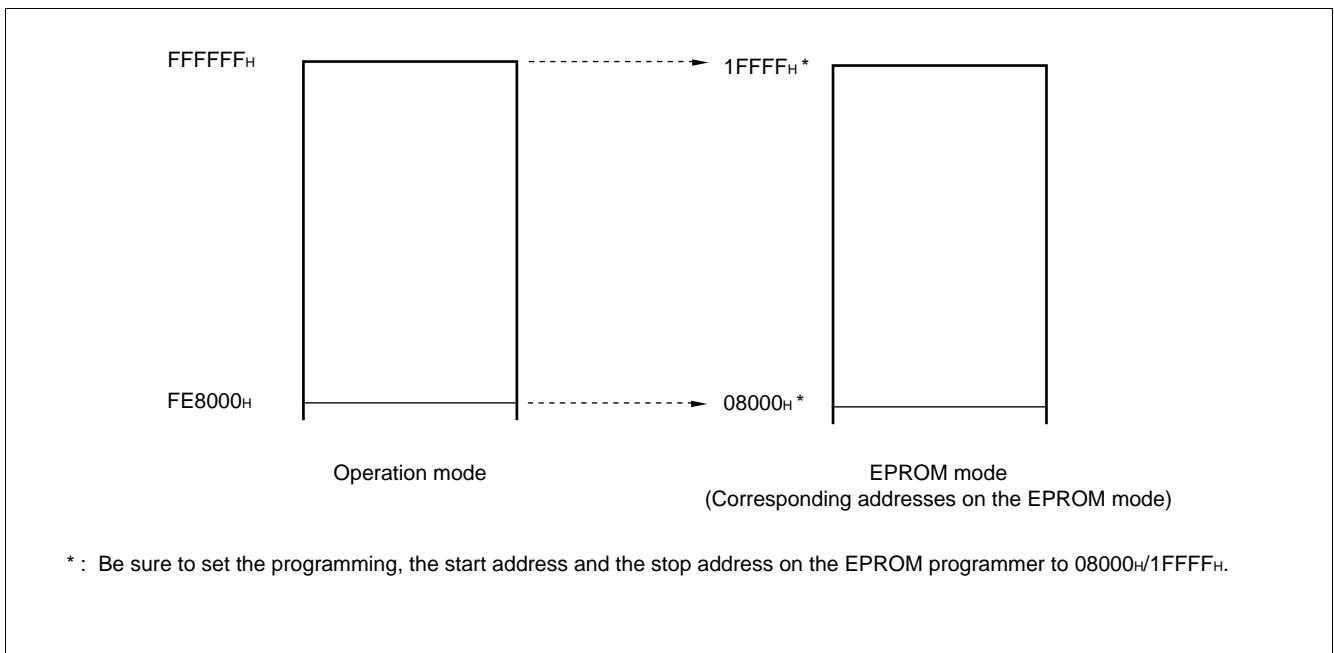 FFFFFFH
1FFFFH *
FE8000H
08000H *
Operation mode
EPROM mode
(Corresponding addresses on the EPROM mode)
* : Be sure to set the programming, the start address and the stop address on the EPROM programmer to 08000H/1FFFFH.